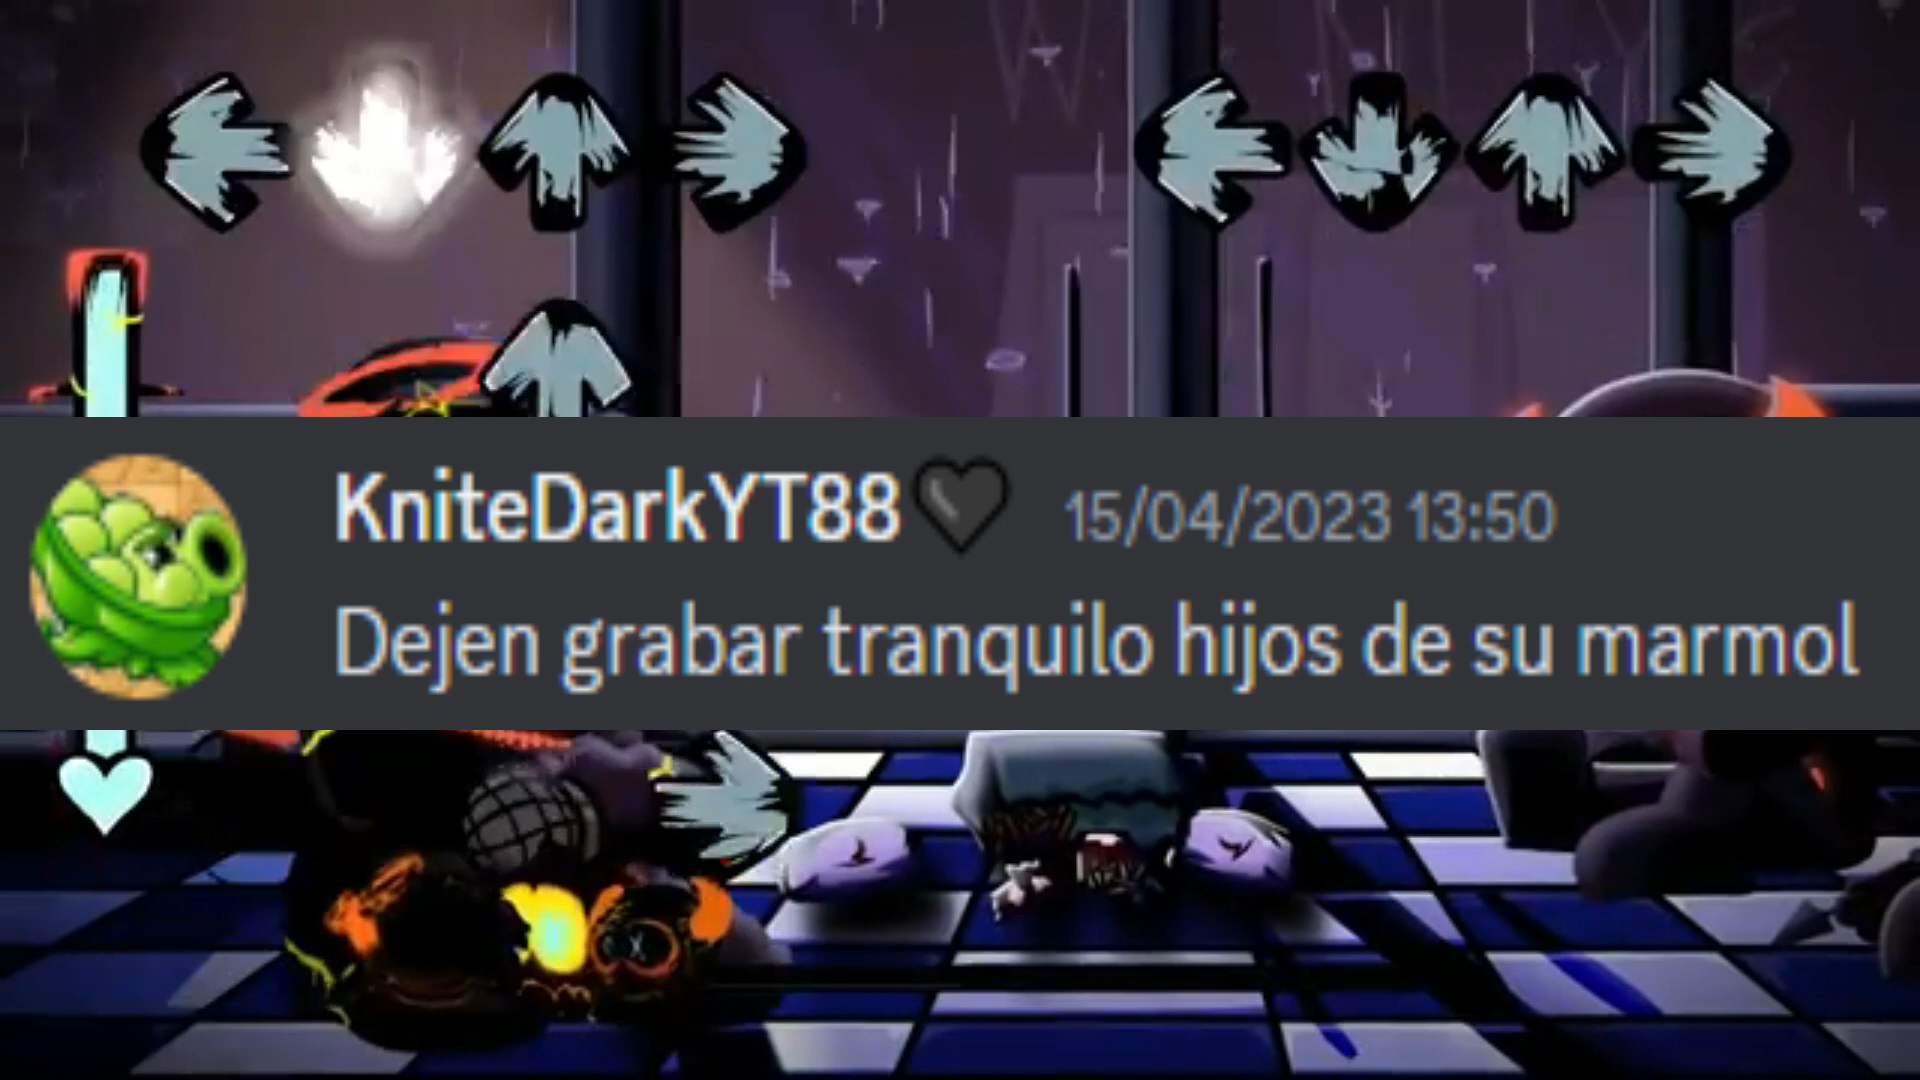 KniteDarkYT88🖤 15/04/2023 13:50
Dejen grabar tranquilo hijos de su marmol